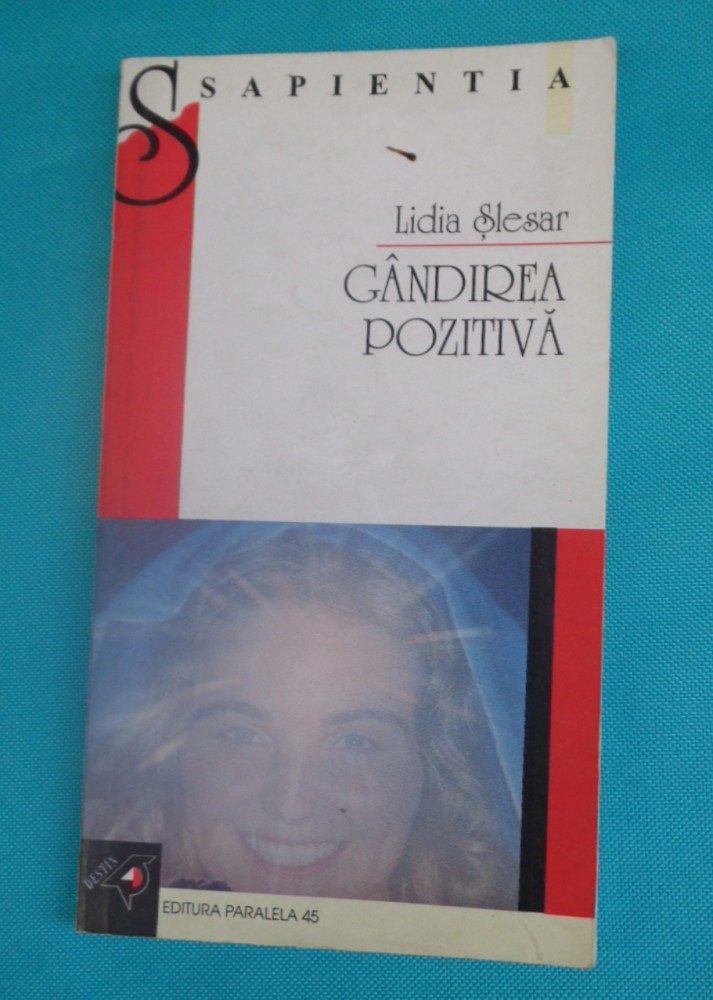 S SAPIENTIA
Lidia Șlesar
GÂNDIREA
POZITIVĂ
DESTIN
EDITURA PARALELA 45